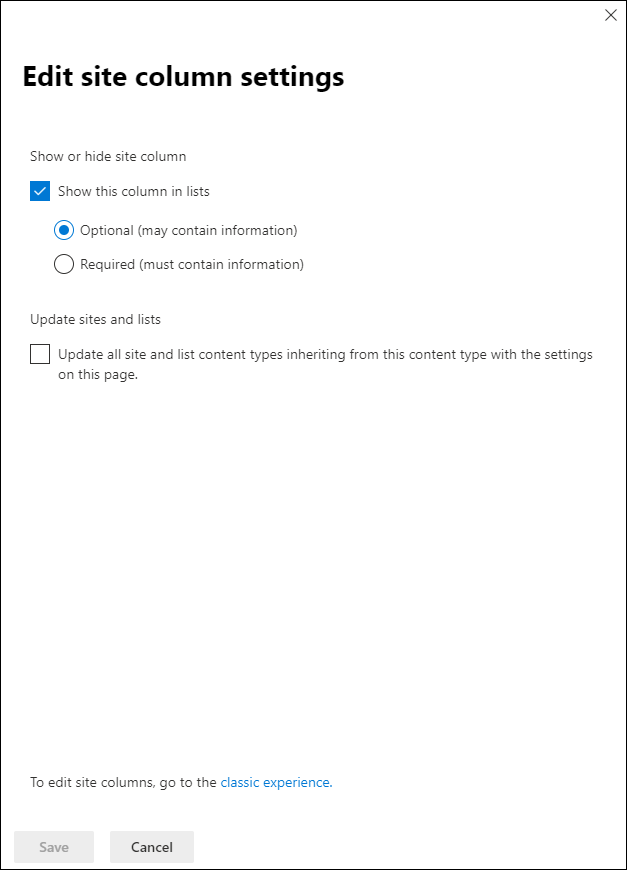 Edit site column settings
Show or hide site column
Show this column in lists
Optional (may contain information)
Required (must contain information)
Update sites and lists
Update all site and list content types inheriting from this content type with the settings
on this page.
To edit site columns, go to the classic experience.
Save
Cancel